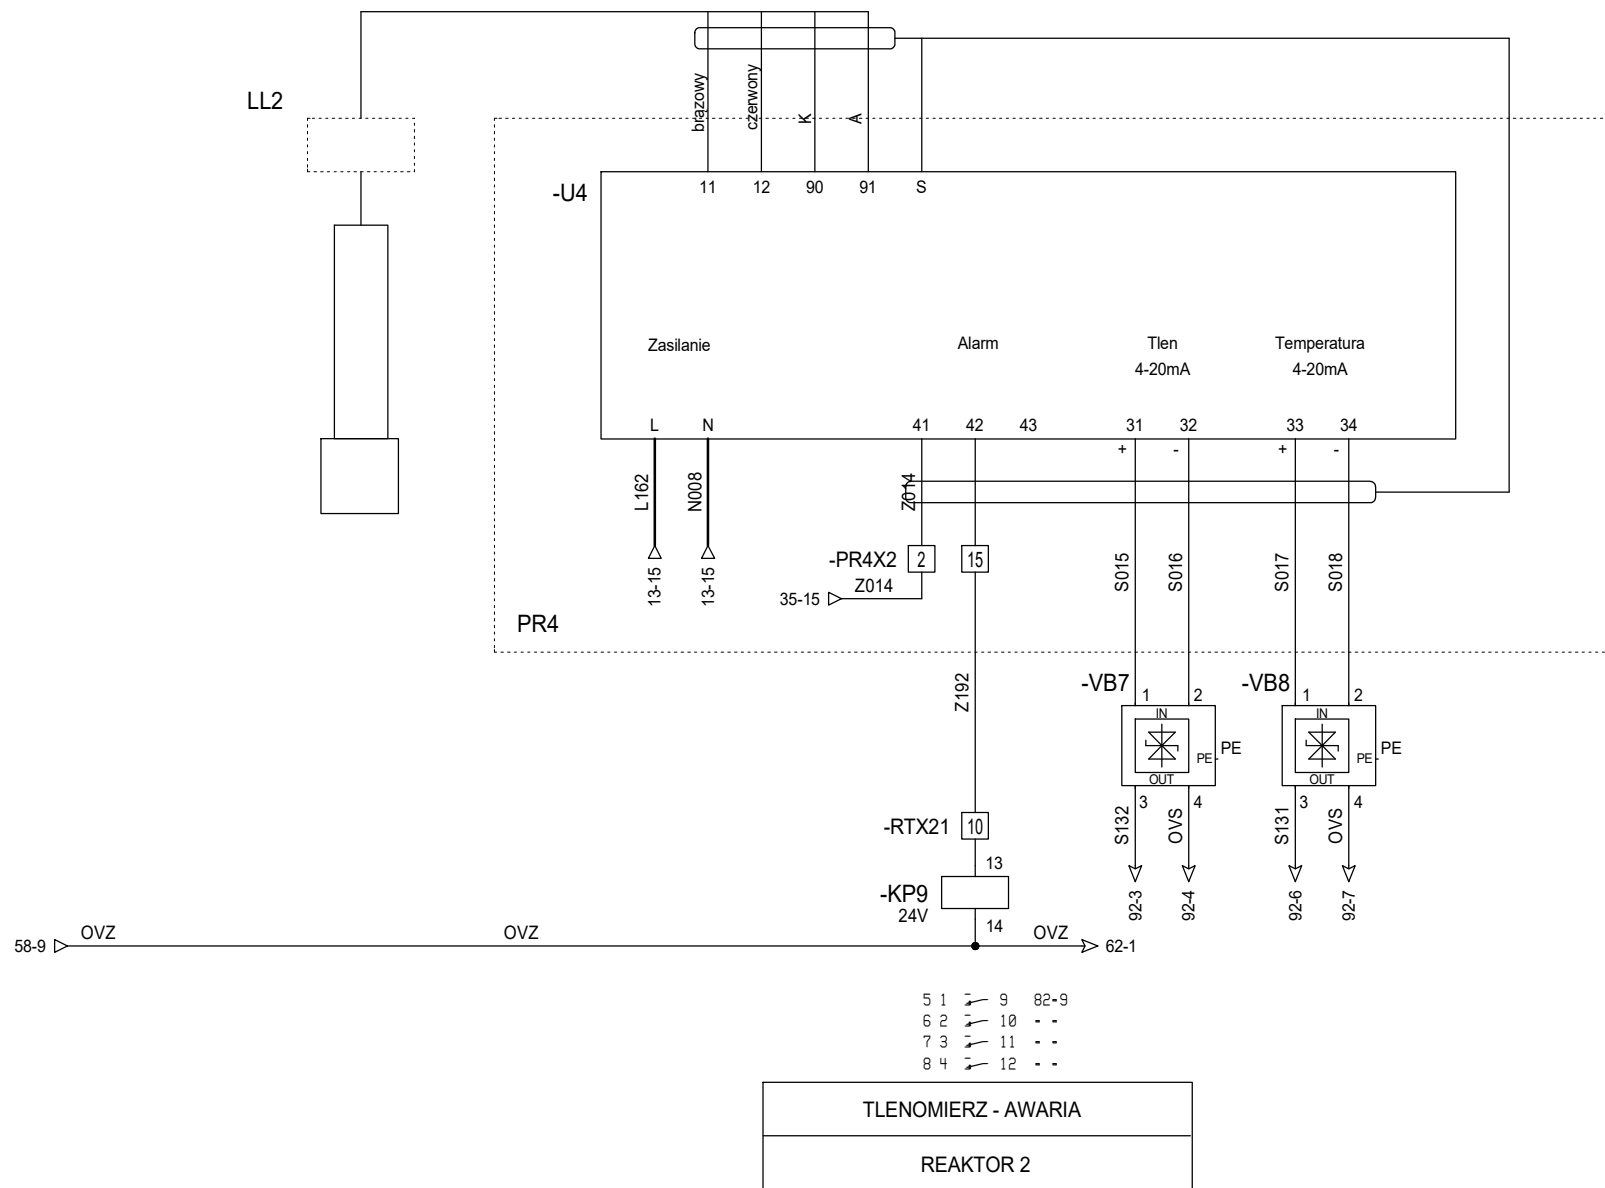 LL2
brązowy
czerwony
K
A
-U4
11 12 90 91 S
Zasilanie
Alarm
Tlen
4-20mA
Temperatura
4-20mA
L N 41 42 43 31 32 33 34
+ - + -
L162
N008
Z014
13-15
13-15
-PR4X2 2 15
Z014
35-15
S015
S016
S017
S018
PR4
Z192
-VB7 1 2
IN
PE PE
OUT
3 4
-VB8 1 2
IN
PE PE
OUT
3 4
S132
OVS
S131
OVS
92-3
92-4
92-6
92-7
-RTX21 10
13
-KP9
24V
14
58-9 OVZ OVZ OVZ 62-1
5 1 9 82-9
6 2 10 - -
7 3 11 - -
8 4 12 - -
TLENOMIERZ - AWARIA
REAKTOR 2